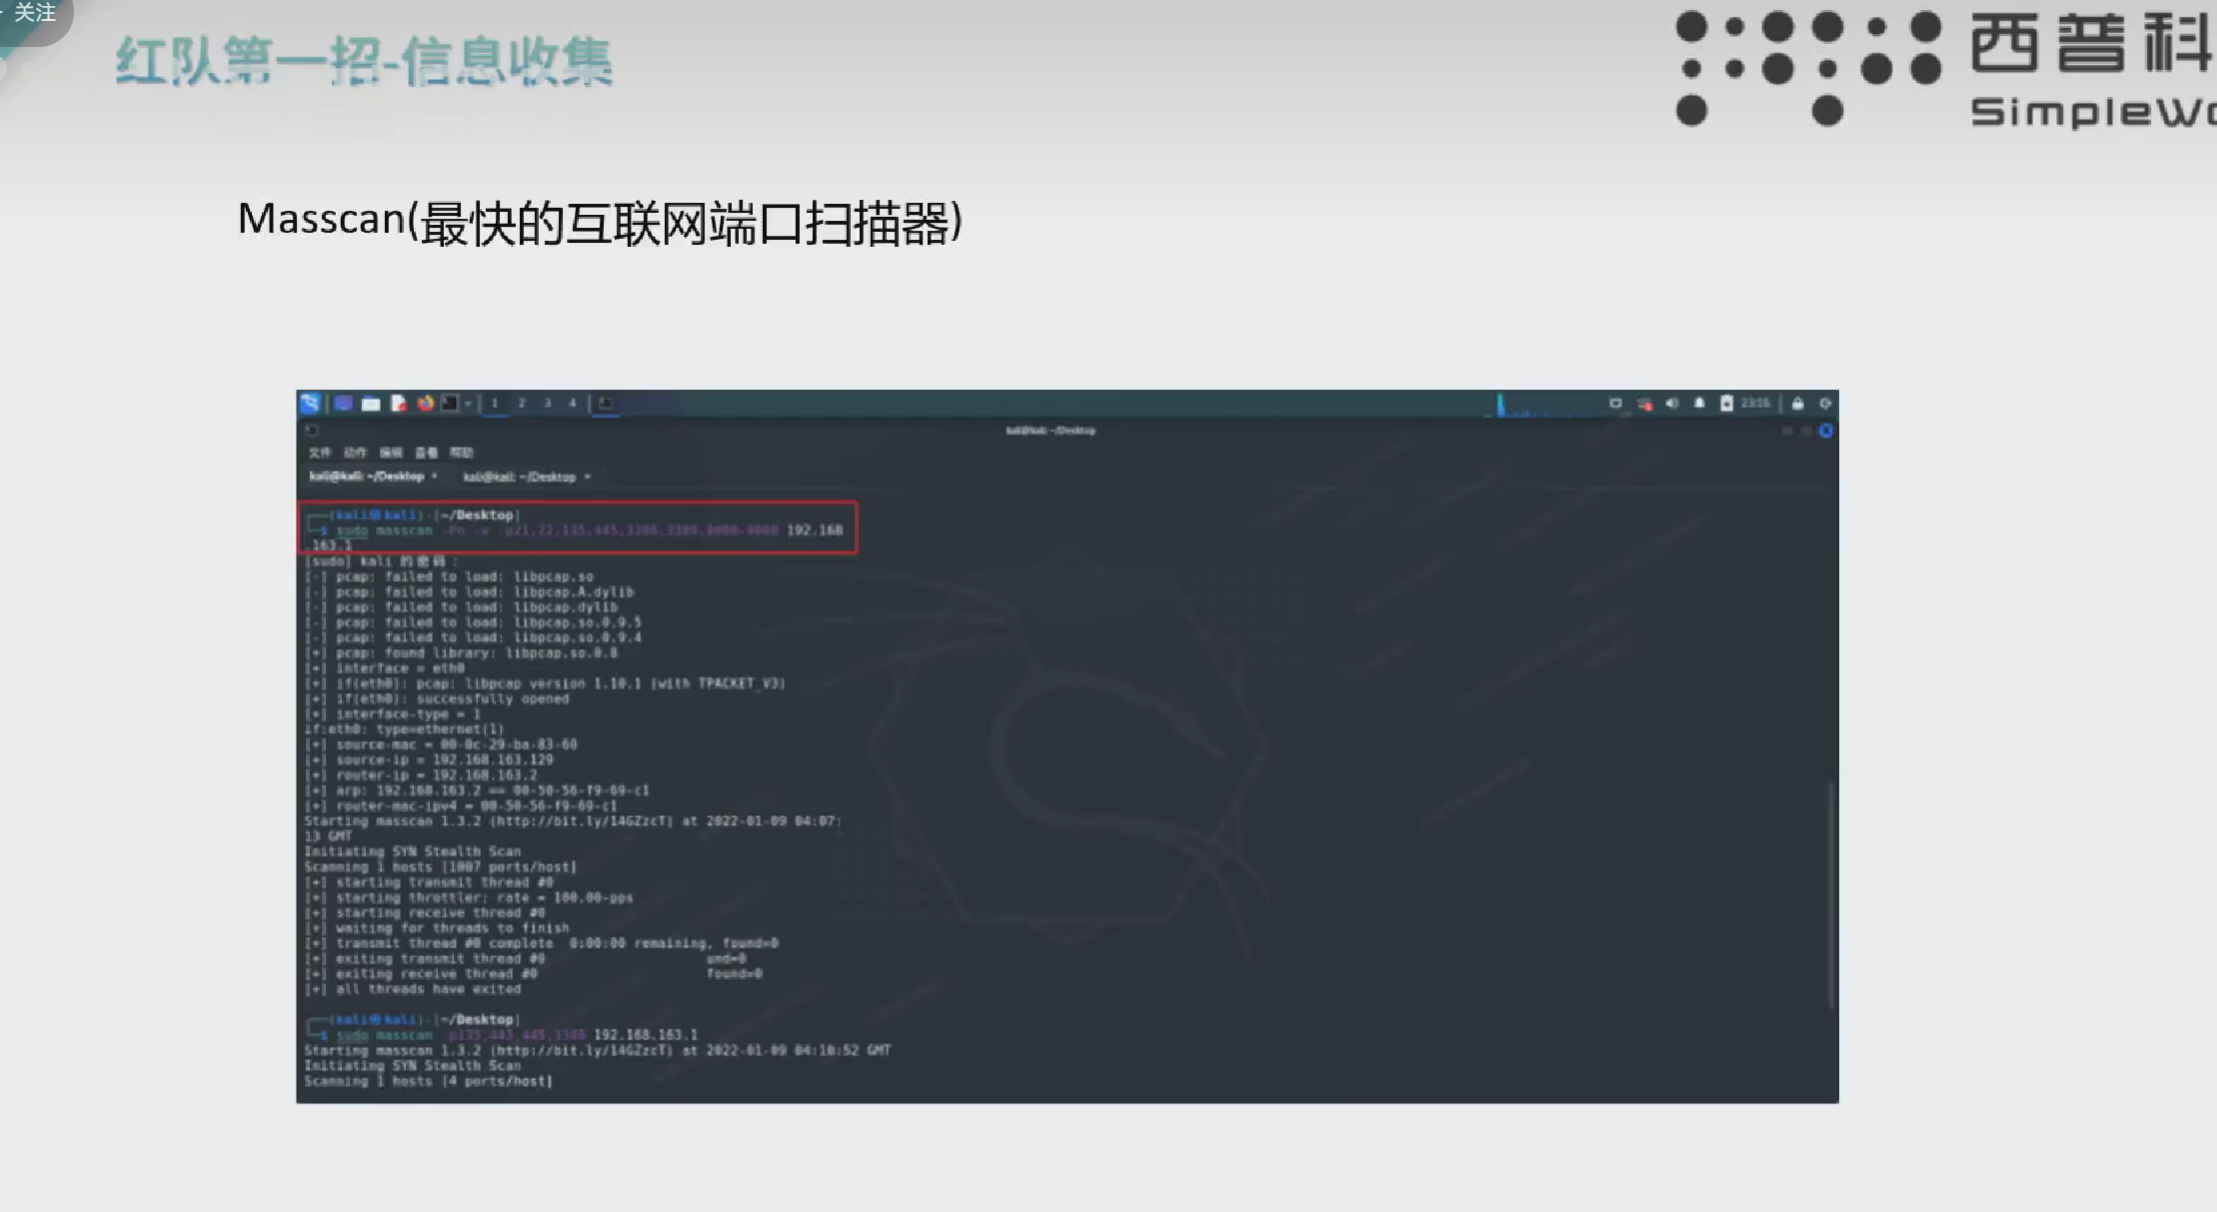 关注
红队第一招-信息收集
西普科
SimpleWo
Masscan(最快的互联网端口扫描器)
1 2 3 4
23:16
kali@kali: ~/Desktop
文件 动作 编辑 查看 帮助
kali@kali: ~/Desktop × kali@kali: ~/Desktop ×
(kali㉿kali)-[~/Desktop]
$ sudo masscan -Pn -v -p21,22,135,445,3306,3389,8000-9000 192.168
.163.1
[sudo] kali 的密码：
[-] pcap: failed to load: libpcap.so
[-] pcap: failed to load: libpcap.A.dylib
[-] pcap: failed to load: libpcap.dylib
[-] pcap: failed to load: libpcap.so.0.9.5
[-] pcap: failed to load: libpcap.so.0.9.4
[+] pcap: found library: libpcap.so.0.8
[+] interface = eth0
[+] if(eth0): pcap: libpcap version 1.10.1 (with TPACKET_V3)
[+] if(eth0): successfully opened
[+] interface-type = 1
if:eth0: type=ethernet(1)
[+] source-mac = 00-0c-29-ba-83-60
[+] source-ip = 192.168.163.129
[+] router-ip = 192.168.163.2
[+] arp: 192.168.163.2 == 00-50-56-f9-69-c1
[+] router-mac-ipv4 = 00-50-56-f9-69-c1
Starting masscan 1.3.2 (http://bit.ly/14GZzcT) at 2022-01-09 04:07:
13 GMT
Initiating SYN Stealth Scan
Scanning 1 hosts [1007 ports/host]
[+] starting transmit thread #0
[+] starting throttler: rate = 100.00-pps
[+] starting receive thread #0
[+] waiting for threads to finish
[+] transmit thread #0 complete 0:00:00 remaining, found=0
[+] exiting transmit thread #0 und=0
[+] exiting receive thread #0 found=0
[+] all threads have exited
(kali㉿kali)-[~/Desktop]
$ sudo masscan -p135,443,445,3389 192.168.163.1
Starting masscan 1.3.2 (http://bit.ly/14GZzcT) at 2022-01-09 04:10:52 GMT
Initiating SYN Stealth Scan
Scanning 1 hosts [4 ports/host]